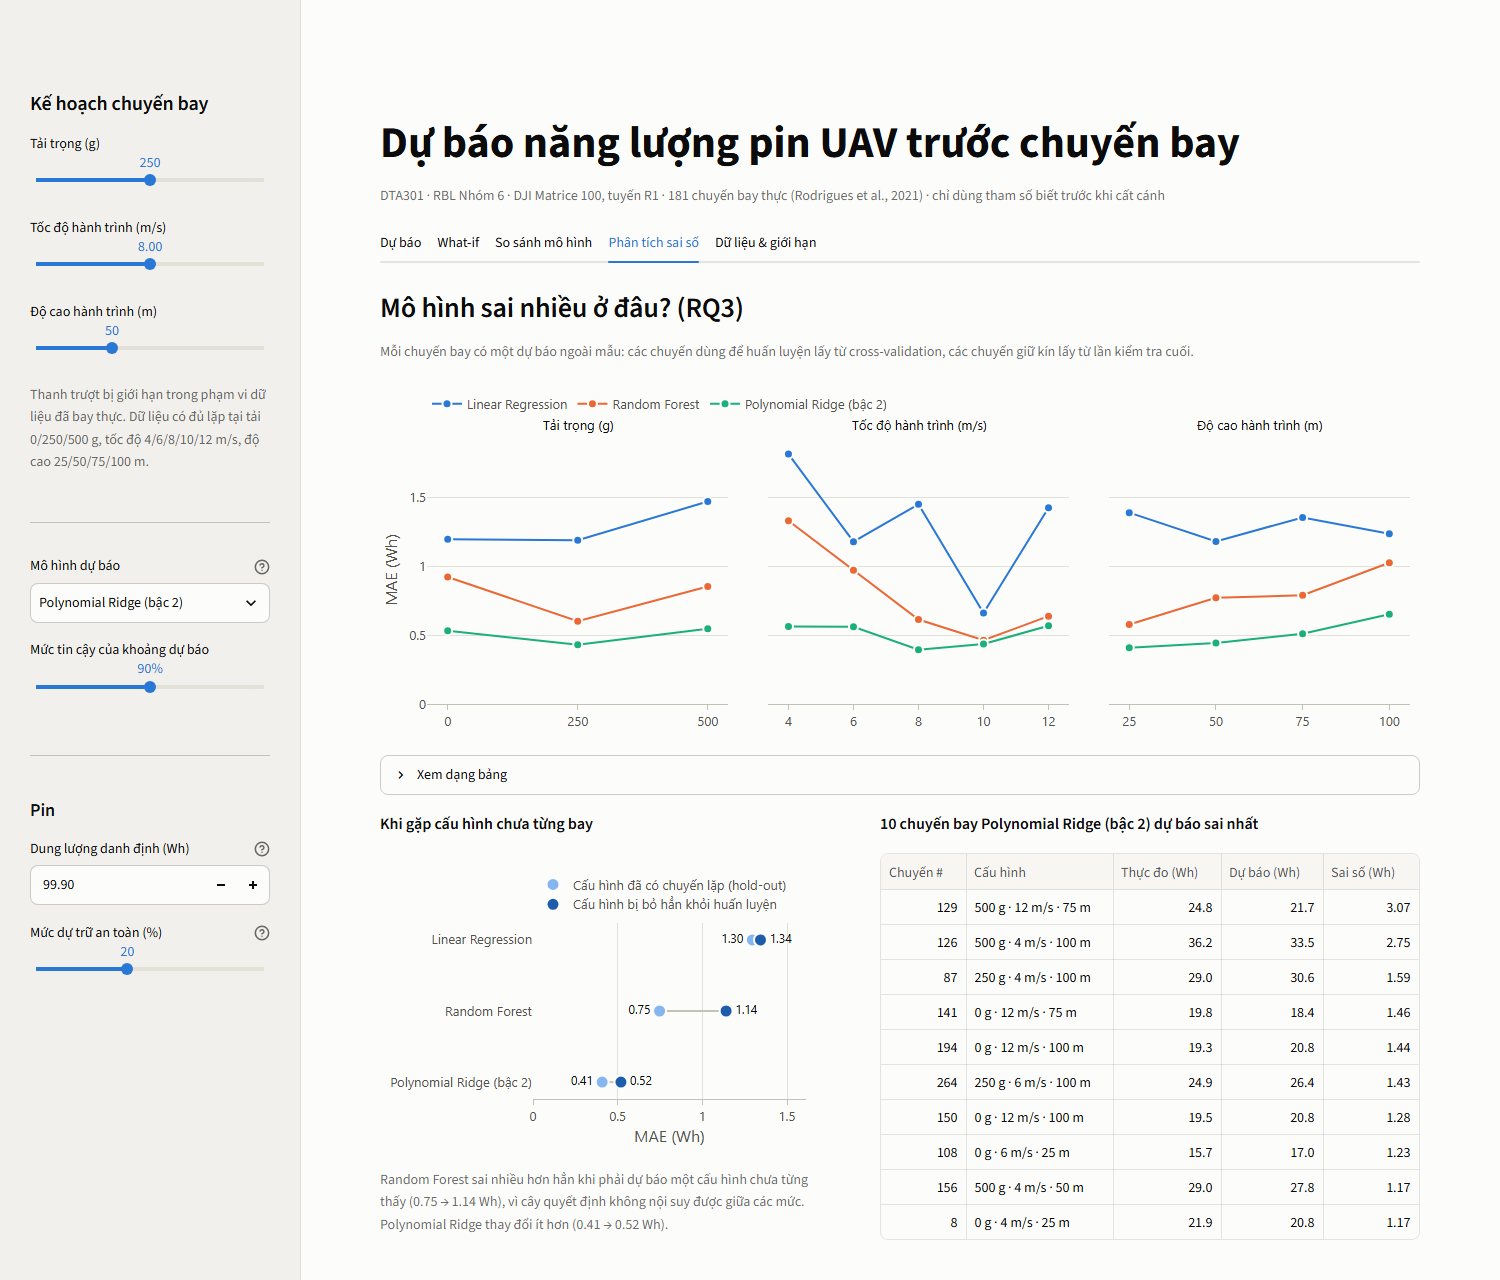 Kế hoạch chuyến bay
Tải trọng (g)
250
Tốc độ hành trình (m/s)
8.00
Độ cao hành trình (m)
50
Thanh trượt bị giới hạn trong phạm vi dữ
liệu đã bay thực. Dữ liệu có đủ lặp tại tải
0/250/500 g, tốc độ 4/6/8/10/12 m/s, độ
cao 25/50/75/100 m.
Mô hình dự báo
Polynomial Ridge (bậc 2)
Mức tin cậy của khoảng dự báo
90%
Pin
Dung lượng danh định (Wh)
99.90
Mức dự trữ an toàn (%)
20
Dự báo năng lượng pin UAV trước chuyến bay
DTA301 · RBL Nhóm 6 · DJI Matrice 100, tuyến R1 · 181 chuyến bay thực (Rodrigues et al., 2021) · chỉ dùng tham số biết trước khi cất cánh
Dự báo What-if So sánh mô hình Phân tích sai số Dữ liệu & giới hạn
Mô hình sai nhiều ở đâu? (RQ3)
Mỗi chuyến bay có một dự báo ngoài mẫu: các chuyến dùng để huấn luyện lấy từ cross-validation, các chuyến giữ kín lấy từ lần kiểm tra cuối.
Linear Regression Random Forest Polynomial Ridge (bậc 2)
Tải trọng (g) Tốc độ hành trình (m/s) Độ cao hành trình (m)
MAE (Wh)
1.5
1
0.5
0
0 250 500 4 6 8 10 12 25 50 75 100
Xem dạng bảng
Khi gặp cấu hình chưa từng bay
Cấu hình đã có chuyến lặp (hold-out)
Cấu hình bị bỏ hẳn khỏi huấn luyện
Linear Regression 1.30 1.34
Random Forest 0.75 1.14
Polynomial Ridge (bậc 2) 0.41 0.52
0 0.5 1 1.5
MAE (Wh)
Random Forest sai nhiều hơn hẳn khi phải dự báo một cấu hình chưa từng
thấy (0.75 → 1.14 Wh), vì cây quyết định không nội suy được giữa các mức.
Polynomial Ridge thay đổi ít hơn (0.41 → 0.52 Wh).
10 chuyến bay Polynomial Ridge (bậc 2) dự báo sai nhất
Chuyến # Cấu hình Thực đo (Wh) Dự báo (Wh) Sai số (Wh)
129 500 g · 12 m/s · 75 m 24.8 21.7 3.07
126 500 g · 4 m/s · 100 m 36.2 33.5 2.75
87 250 g · 4 m/s · 100 m 29.0 30.6 1.59
141 0 g · 12 m/s · 75 m 19.8 18.4 1.46
194 0 g · 12 m/s · 100 m 19.3 20.8 1.44
264 250 g · 6 m/s · 100 m 24.9 26.4 1.43
150 0 g · 12 m/s · 100 m 19.5 20.8 1.28
108 0 g · 6 m/s · 25 m 15.7 17.0 1.23
156 500 g · 4 m/s · 50 m 29.0 27.8 1.17
8 0 g · 4 m/s · 25 m 21.9 20.8 1.17